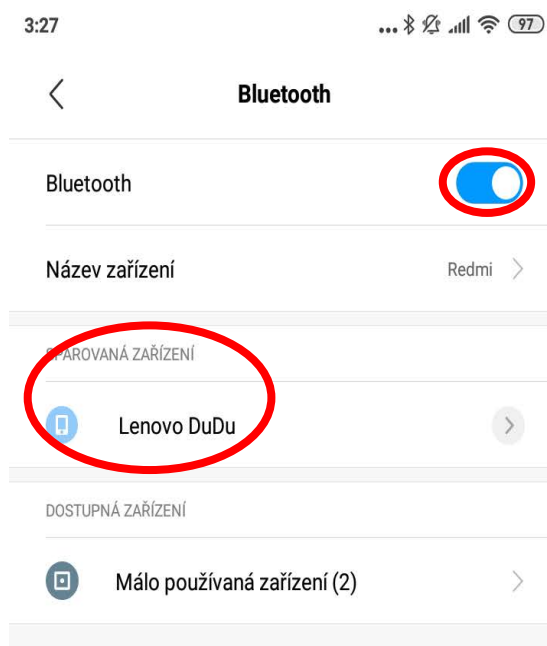 3:27
... 97
Bluetooth
Bluetooth
Název zařízení Redmi
SPAROVANÁ ZAŘÍZENÍ
Lenovo DuDu
DOSTUPNÁ ZAŘÍZENÍ
Málo používaná zařízení (2)